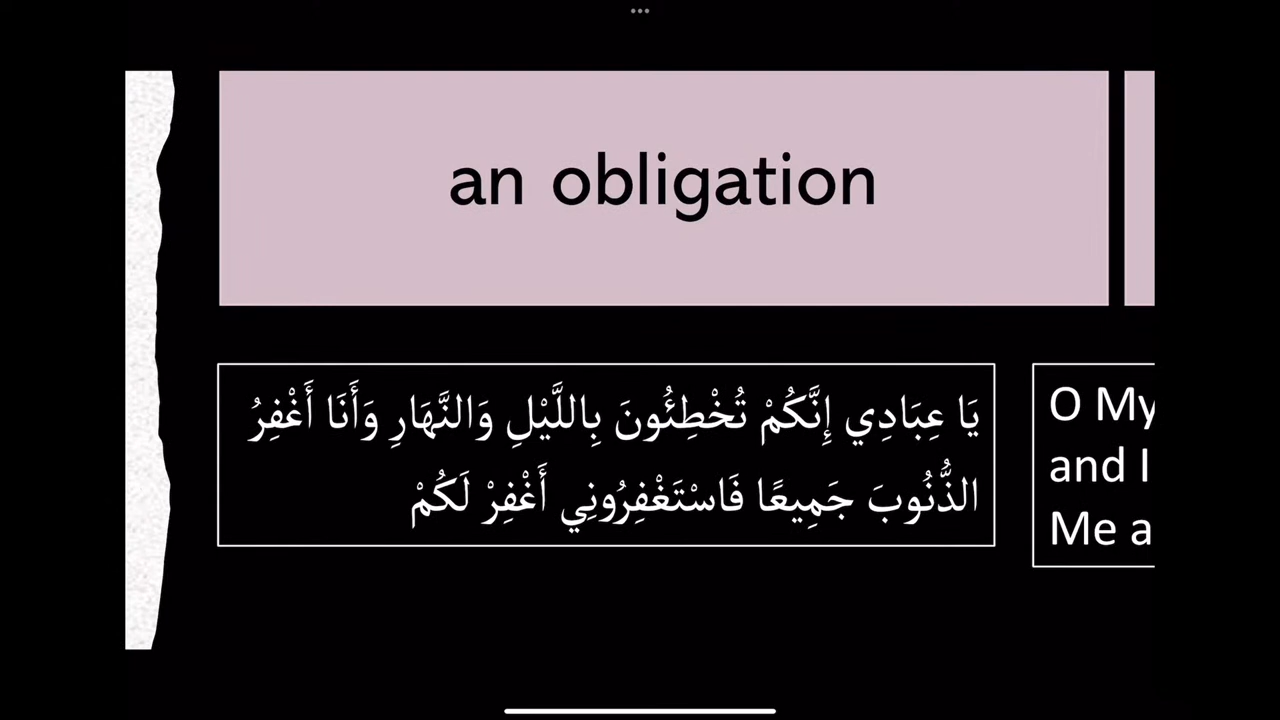 an obligation
يَا عِبَادِي إِنَّكُمْ تُخْطِئُونَ بِاللَّيْلِ وَالنَّهَارِ وَأَنَا أَغْفِرُ
الذُّنُوبَ جَمِيعًا فَاسْتَغْفِرُونِي أَغْفِرْ لَكُمْ
O My
and I
Me a